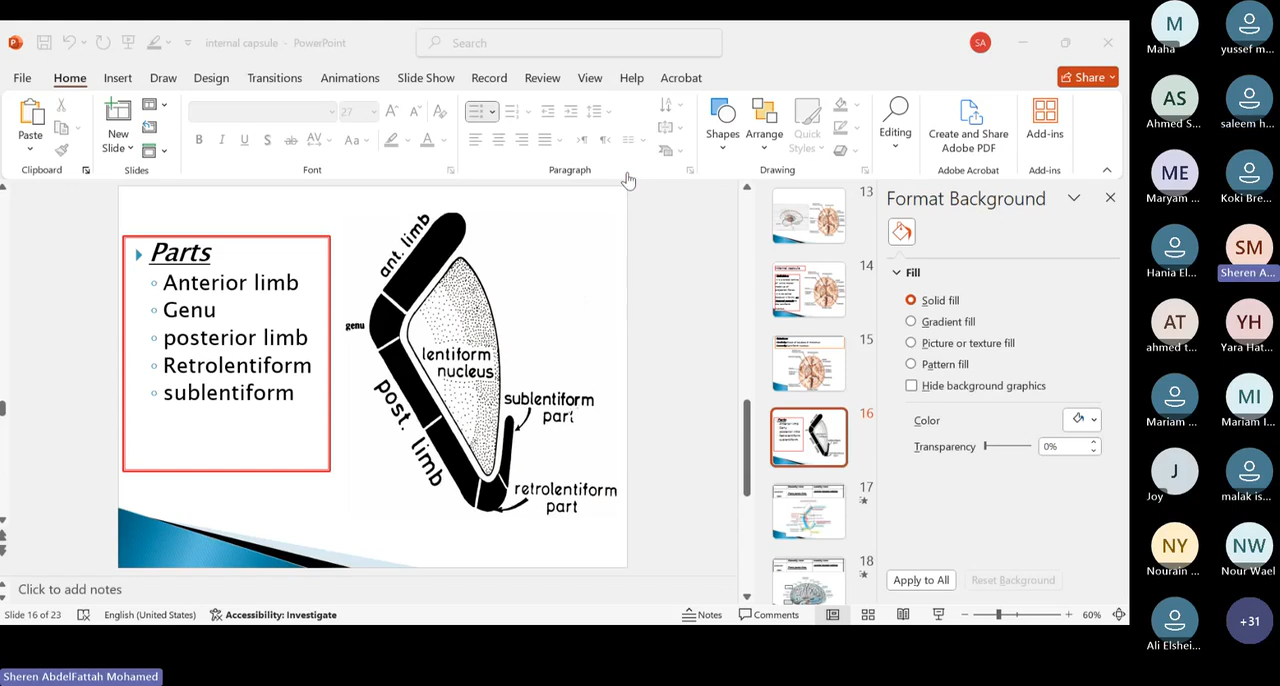 internal capsule - PowerPoint
Search
SA
File Home Insert Draw Design Transitions Animations Slide Show Record Review View Help Acrobat
Share
Paste
New
Slide
27
B I U S ab AV Aa A
Shapes
Arrange
Quick
Styles
Editing
Create and Share
Adobe PDF
Add-ins
Clipboard
Slides
Font
Paragraph
Drawing
Adobe Acrobat
Add-ins
Parts
Anterior limb
Genu
posterior limb
Retrolentiform
sublentiform
ant. limb
genu
lentiform
nucleus
post. limb
sublentiform
part
retrolentiform
part
13
14
15
16
17
18
Format Background
Fill
Solid fill
Gradient fill
Picture or texture fill
Pattern fill
Hide background graphics
Color
Transparency
0%
Apply to All
Reset Background
Click to add notes
Slide 16 of 23
English (United States)
Accessibility: Investigate
Notes
Comments
60%
M
Maha
yussef m...
AS
Ahmed S...
saleem h...
ME
Maryam ...
Koki Bre...
Hania El...
SM
Sheren A...
AT
ahmed t...
YH
Yara Hat...
Mariam ...
MI
Mariam I...
J
Joy
malak is...
NY
Nourain ...
NW
Nour Wael
Ali Elshei...
+31
Sheren AbdelFattah Mohamed